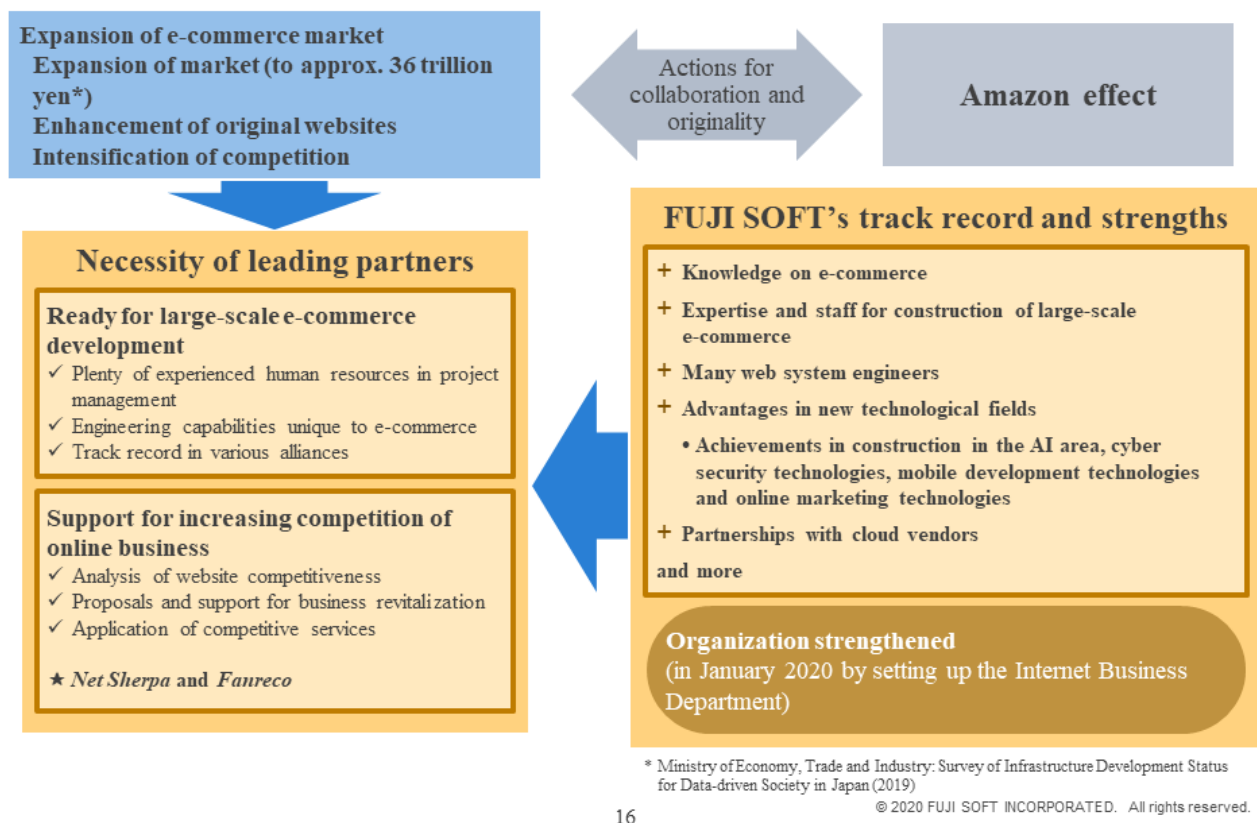 Expansion of e-commerce market
Expansion of market (to approx. 36 trillion
yen*)
Enhancement of original websites
Intensification of competition
Actions for
collaboration and
originality
Amazon effect
Necessity of leading partners
Ready for large-scale e-commerce
development
✓ Plenty of experienced human resources in project
management
✓ Engineering capabilities unique to e-commerce
✓ Track record in various alliances
Support for increasing competition of
online business
✓ Analysis of website competitiveness
✓ Proposals and support for business revitalization
✓ Application of competitive services
★ Net Sherpa and Fanreco
FUJI SOFT's track record and strengths
+ Knowledge on e-commerce
+ Expertise and staff for construction of large-scale
e-commerce
+ Many web system engineers
+ Advantages in new technological fields
• Achievements in construction in the AI area, cyber
security technologies, mobile development technologies
and online marketing technologies
+ Partnerships with cloud vendors
and more
Organization strengthened
(in January 2020 by setting up the Internet Business
Department)
* Ministry of Economy, Trade and Industry: Survey of Infrastructure Development Status
for Data-driven Society in Japan (2019)
16
© 2020 FUJI SOFT INCORPORATED. All rights reserved.